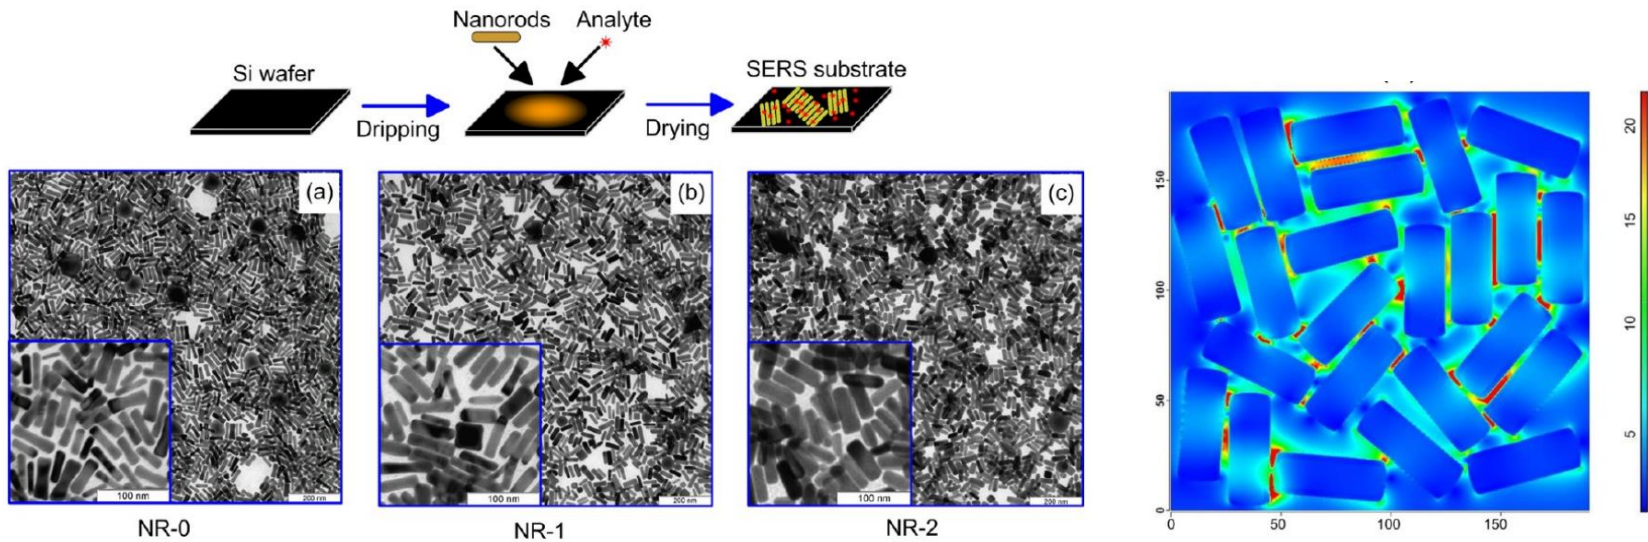 Nanorods Analyte
Si wafer
SERS substrate
Dripping
Drying
(a)
(b)
(c)
100 nm
200 nm
100 nm
200 nm
100 nm
200 nm
NR-0
NR-1
NR-2
150
100
50
0
0 50 100 150
20
15
10
5